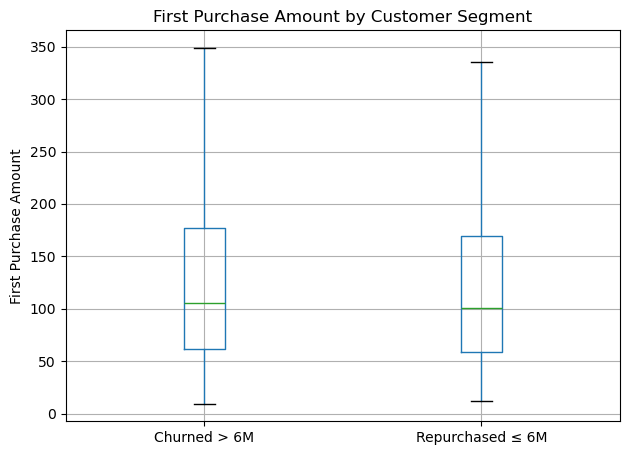 First Purchase Amount by Customer Segment
First Purchase Amount
350
300
250
200
150
100
50
0
Churned > 6M
Repurchased ≤ 6M